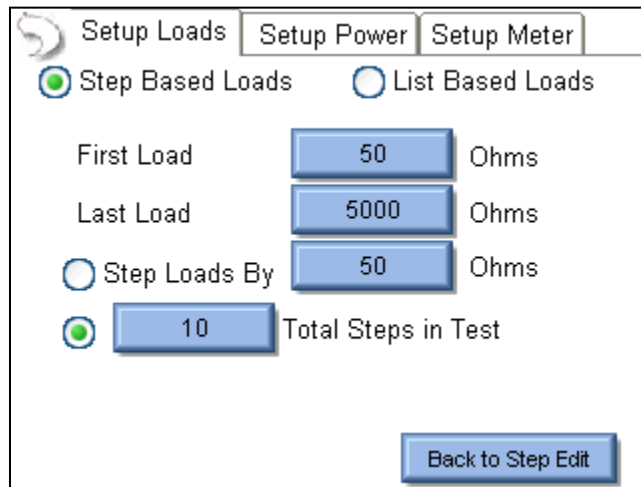 Setup Loads Setup Power Setup Meter
Step Based Loads List Based Loads
First Load 50 Ohms
Last Load 5000 Ohms
Step Loads By 50 Ohms
10 Total Steps in Test
Back to Step Edit